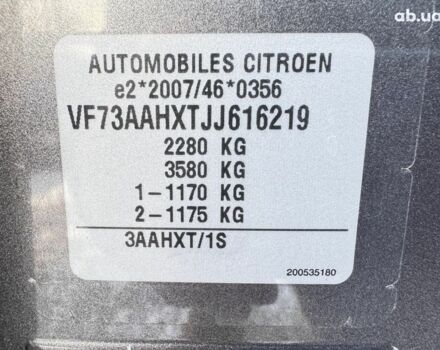 ab.ua
AUTOMOBILES CITROEN
e2*2007/46*0356
VF73AAHXTJJ616219
2280 KG
3580 KG
1-1170 KG
2-1175 KG
3AAHXT/1S
200535180